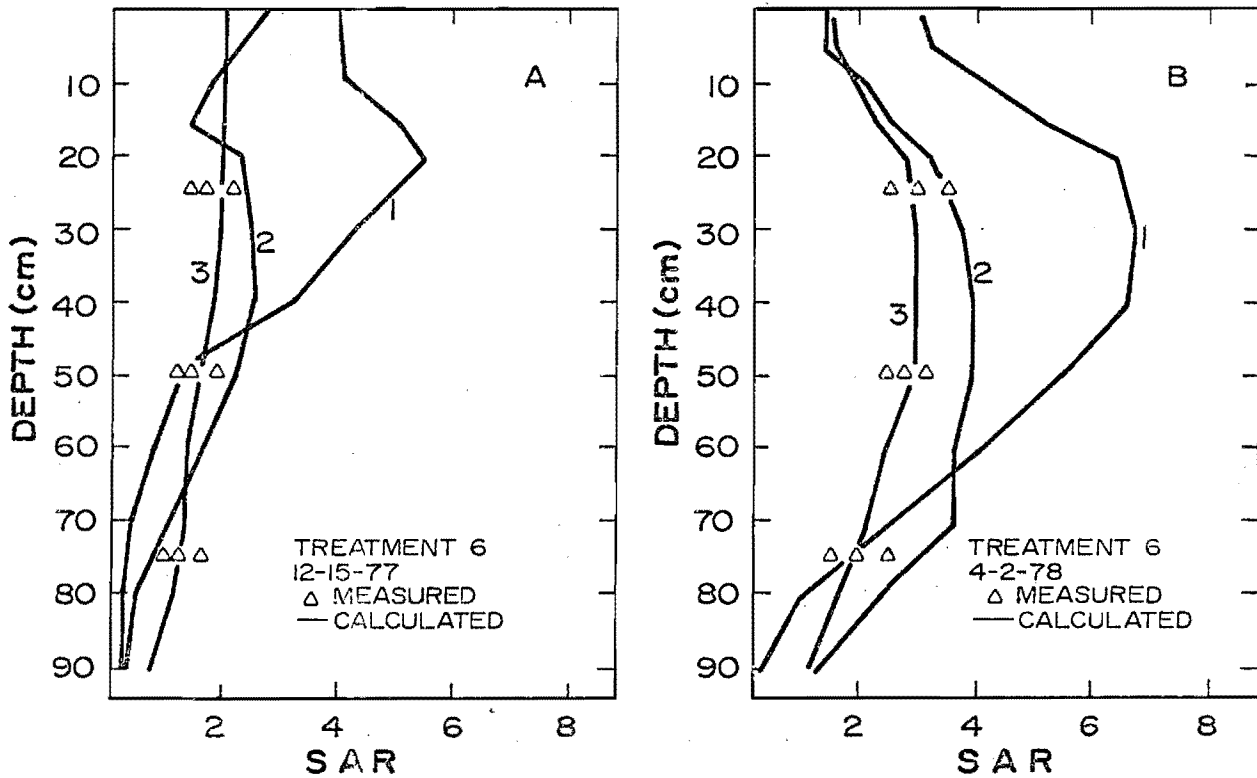 A
10
20
30
40
50
60
70
80
90
DEPTH (cm)
1
2
3
TREATMENT 6
12-15-77
△ MEASURED
— CALCULATED
2
4
6
8
SAR
B
10
20
30
40
50
60
70
80
90
DEPTH (cm)
1
2
3
TREATMENT 6
4-2-78
△ MEASURED
— CALCULATED
2
4
6
8
SAR